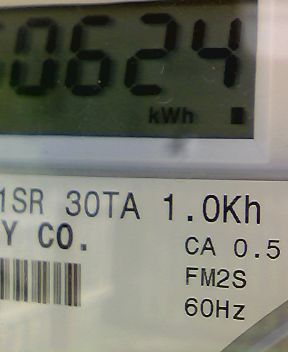 0624
kWh
1SR 30TA 1.0Kh
Y CO.
CA 0.5
FM2S
60Hz